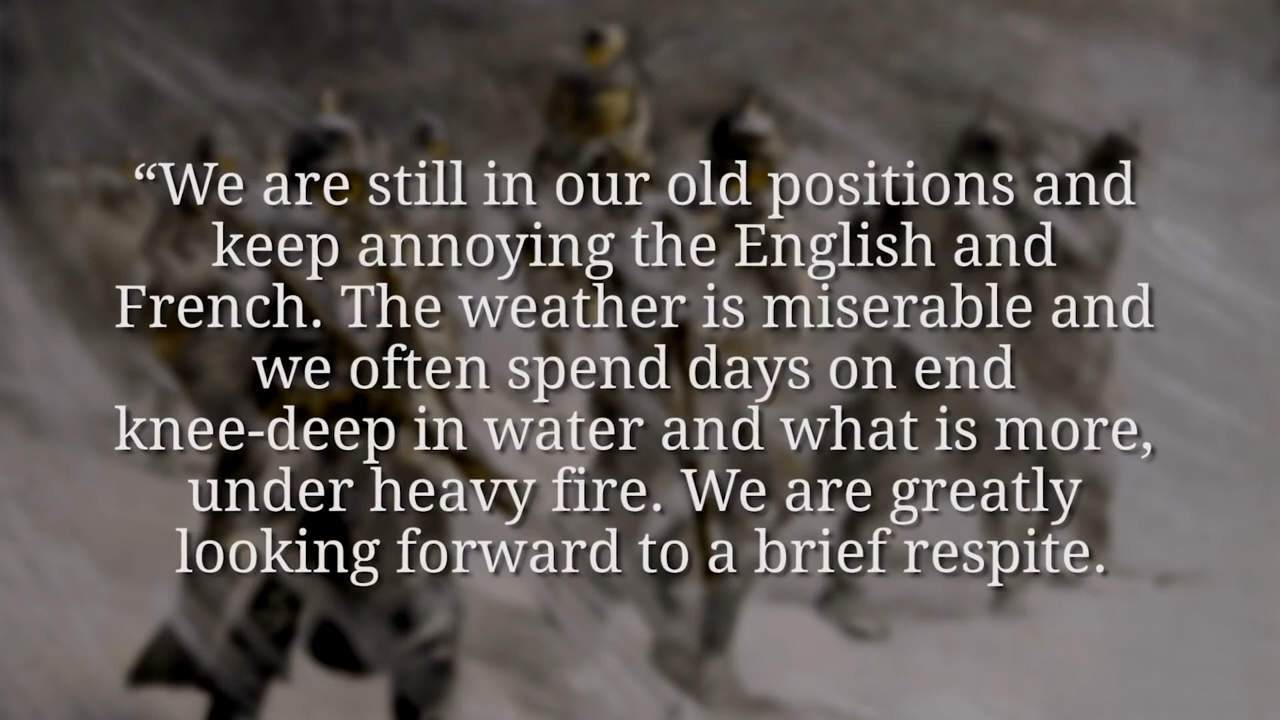 “We are still in our old positions and
keep annoying the English and
French. The weather is miserable and
we often spend days on end
knee-deep in water and what is more,
under heavy fire. We are greatly
looking forward to a brief respite.